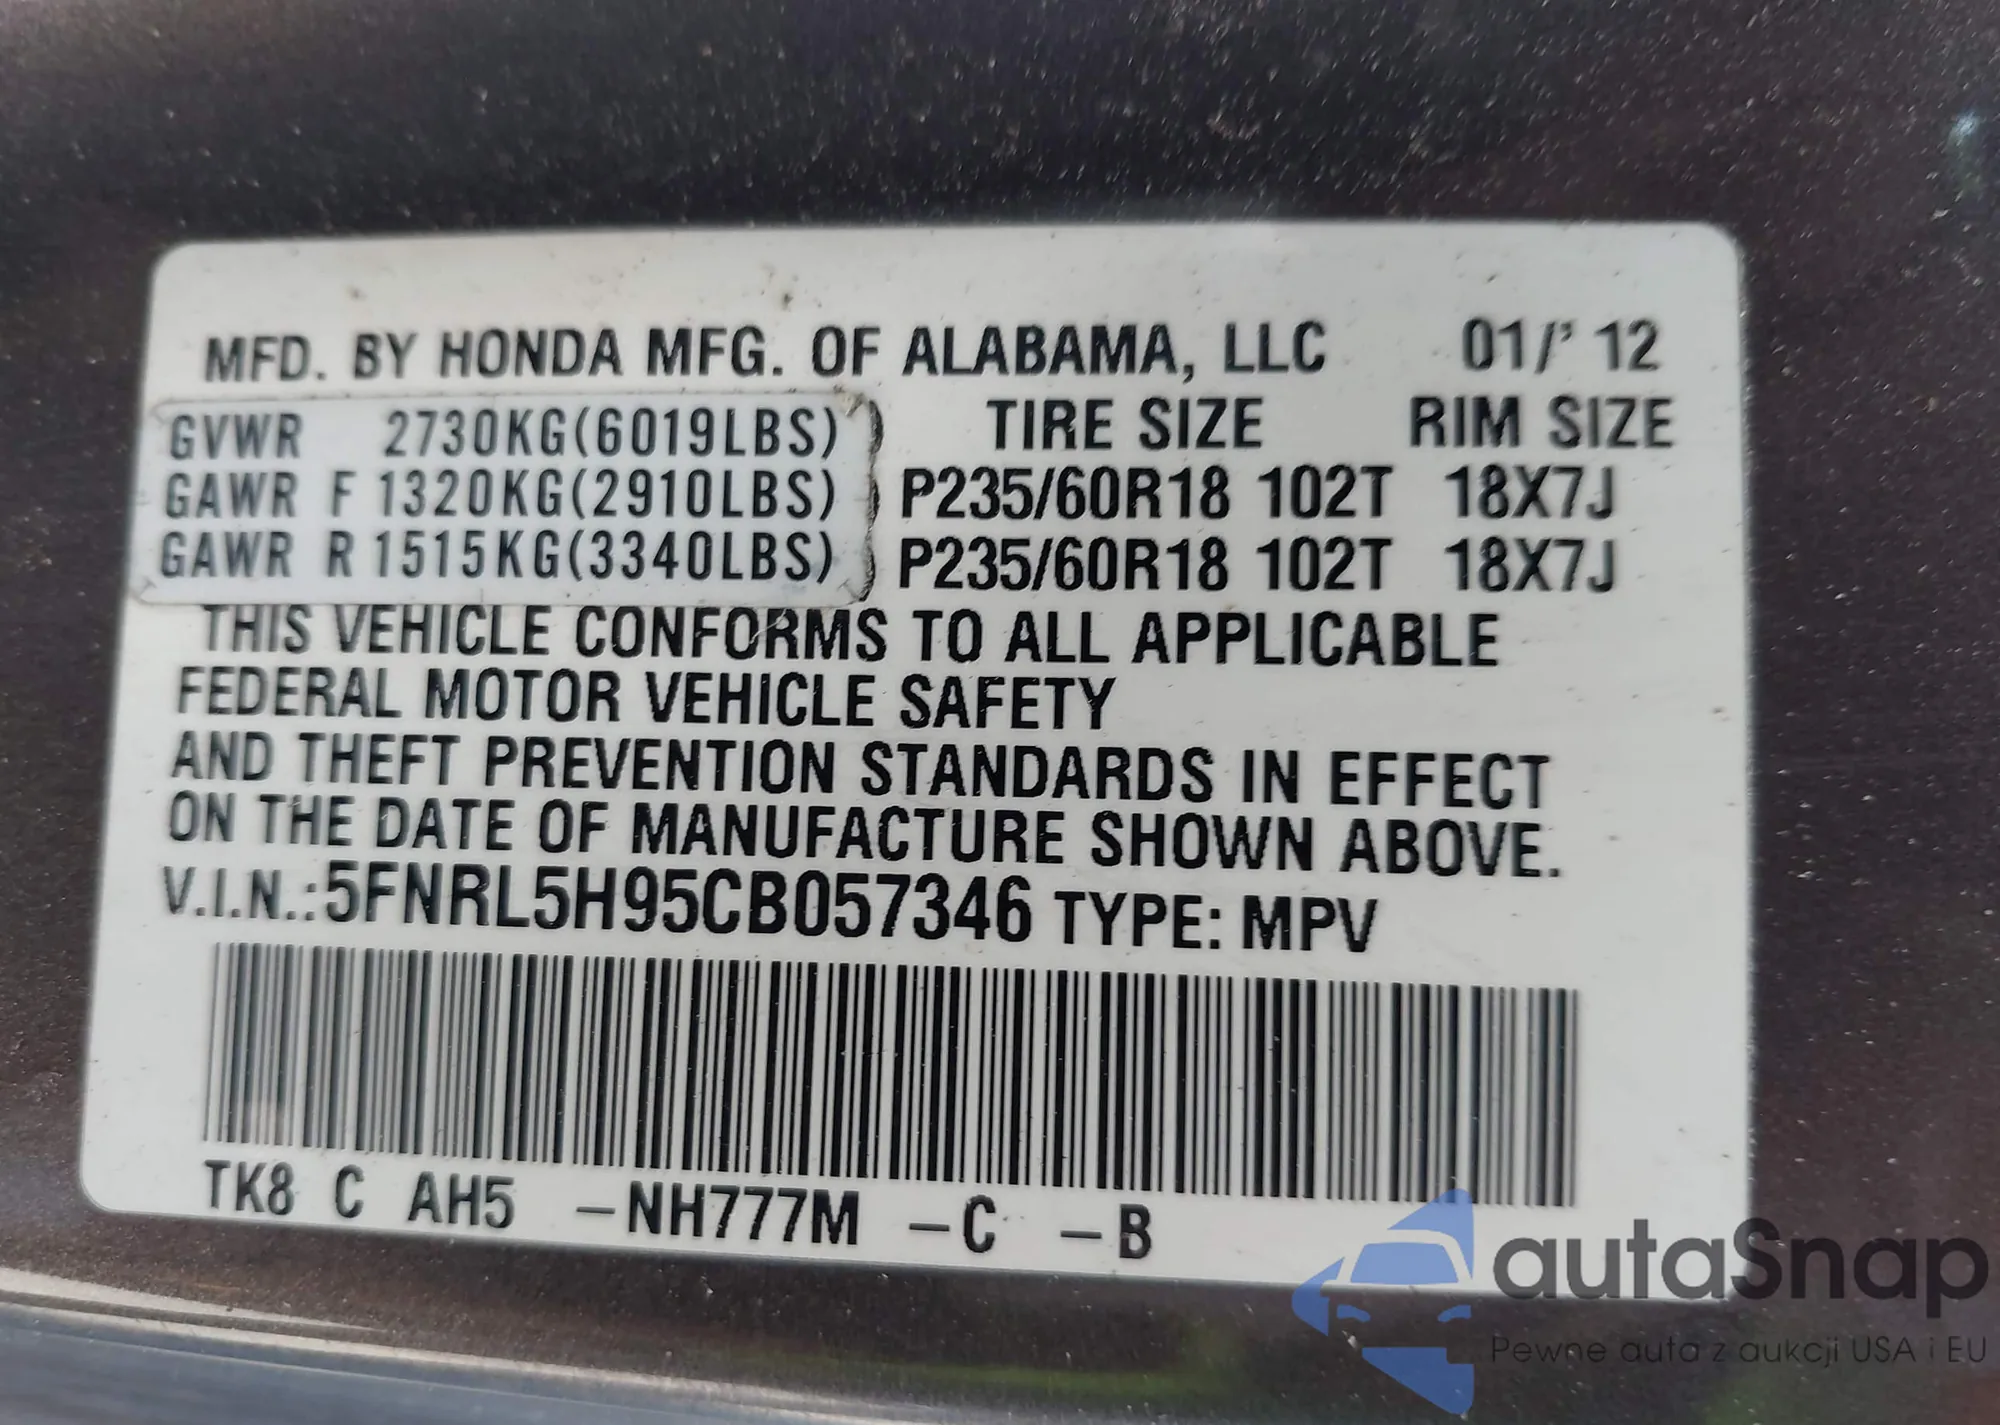 MFD. BY HONDA MFG. OF ALABAMA, LLC 01/'12
GVWR 2730KG(6019LBS) TIRE SIZE RIM SIZE
GAWR F 1320KG(2910LBS) P235/60R18 102T 18X7J
GAWR R 1515KG(3340LBS) P235/60R18 102T 18X7J
THIS VEHICLE CONFORMS TO ALL APPLICABLE
FEDERAL MOTOR VEHICLE SAFETY
AND THEFT PREVENTION STANDARDS IN EFFECT
ON THE DATE OF MANUFACTURE SHOWN ABOVE.
V.I.N.:5FNRL5H95CB057346 TYPE: MPV
TK8 C AH5 –NH777M –C –B
autaSnap
Pewne auta z aukcji USA i EU